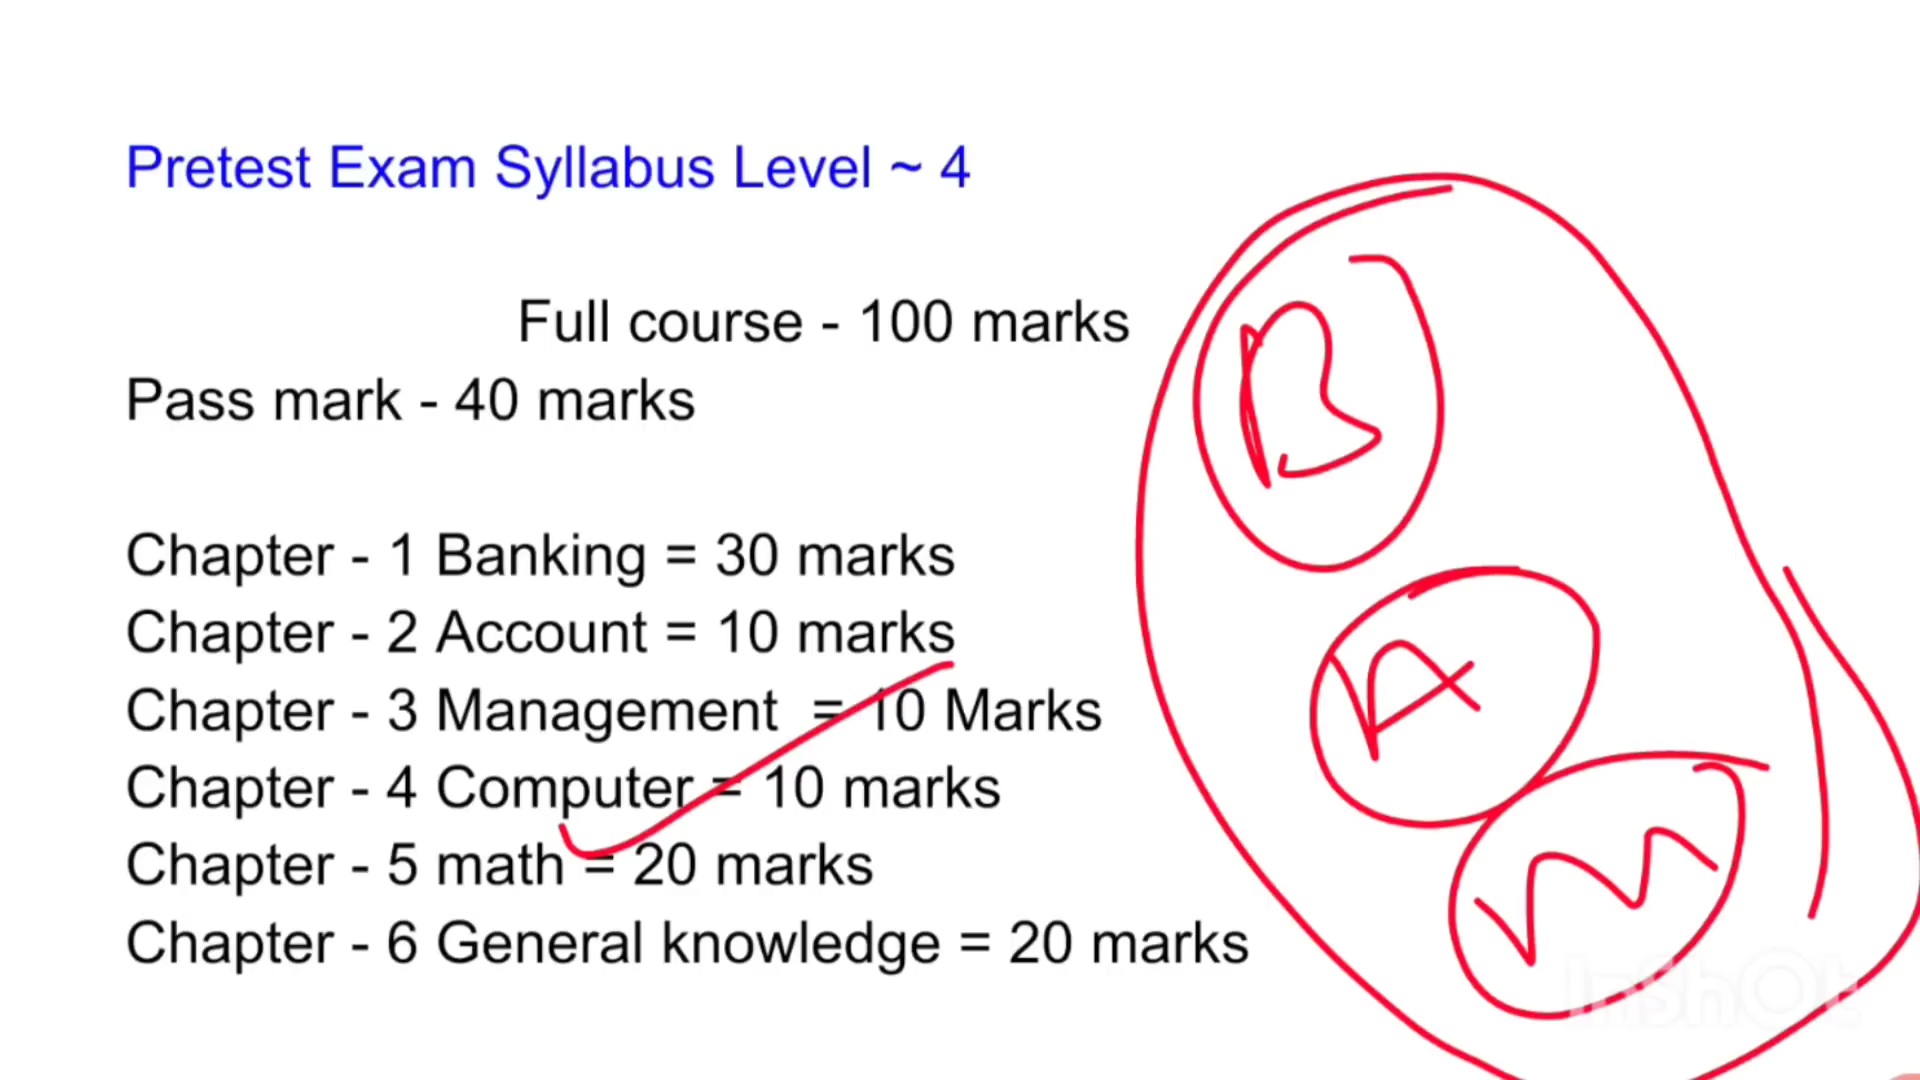 Pretest Exam Syllabus Level ~ 4
Full course - 100 marks
Pass mark - 40 marks
Chapter - 1 Banking = 30 marks
Chapter - 2 Account = 10 marks
Chapter - 3 Management = 10 Marks
Chapter - 4 Computer = 10 marks
Chapter - 5 math = 20 marks
Chapter - 6 General knowledge = 20 marks
B
A
M
InShOt